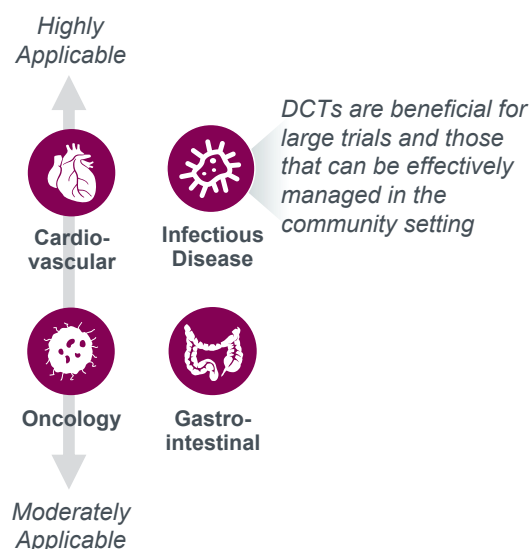 Highly
Applicable
DCTs are beneficial for
large trials and those
that can be effectively
managed in the
community setting
Cardio-
vascular
Infectious
Disease
Oncology
Gastro-
intestinal
Moderately
Applicable